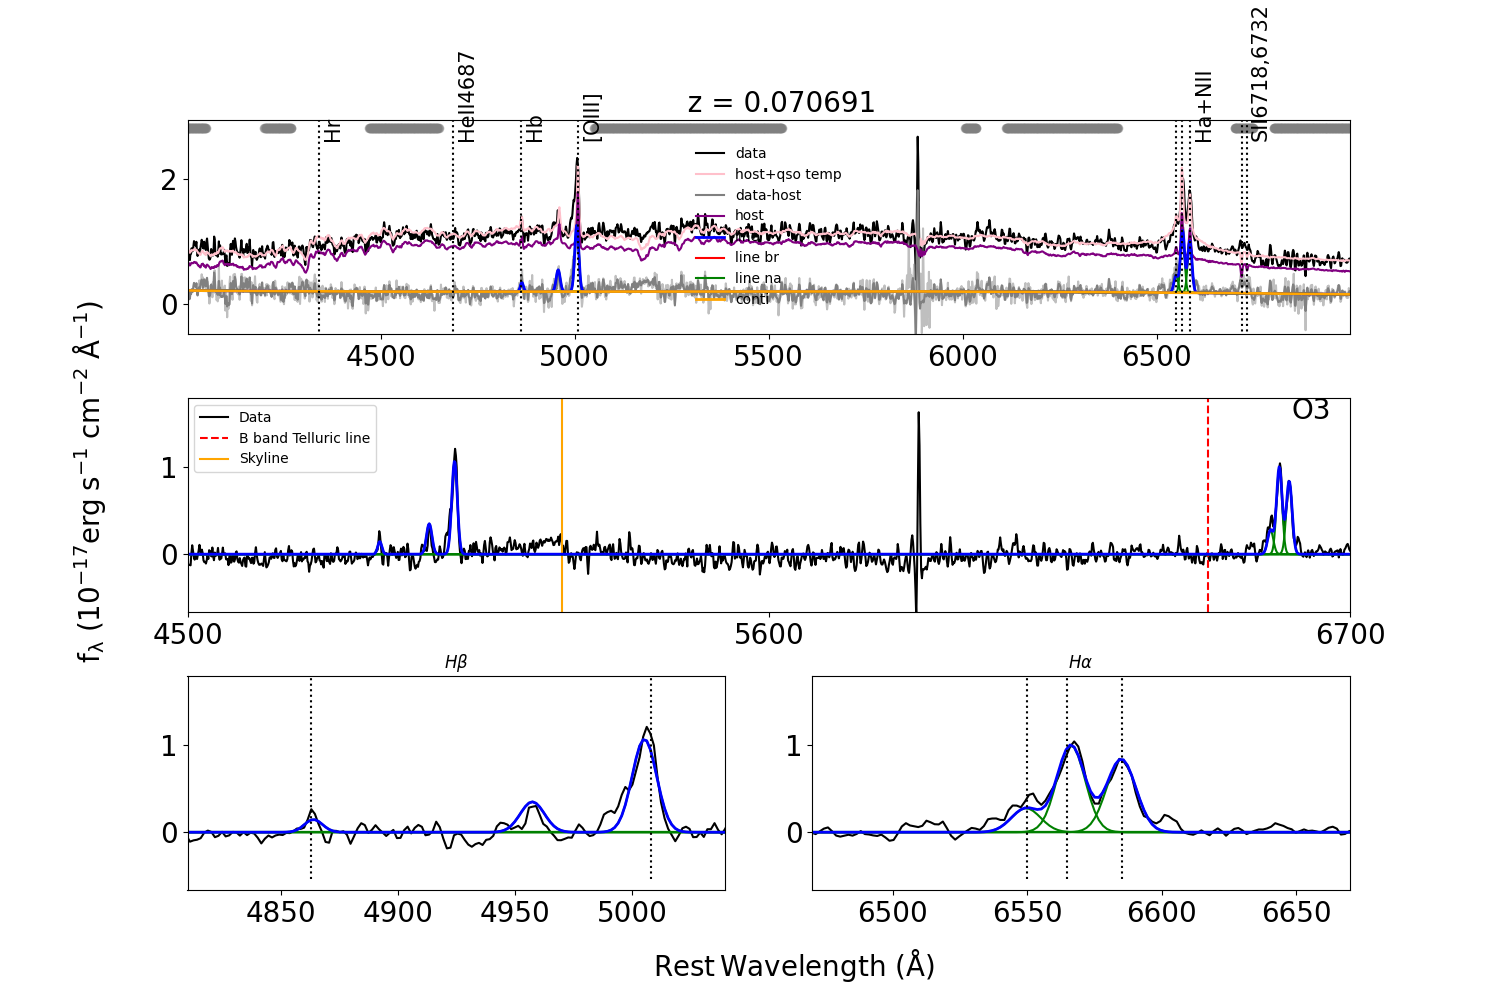 z = 0.070691
Hr
HeII4687
Hb
[OIII]
Ha+NII
SII6718,6732
data
host+qso temp
data-host
host
line br
line na
conti
2
0
4500 5000 5500 6000 6500
fλ (10⁻¹⁷erg s⁻¹ cm⁻² Å⁻¹)
Data
B band Telluric line
Skyline
O3
1
0
4500 5600 6700
Hβ
1
0
4850 4900 4950 5000
Hα
1
0
6500 6550 6600 6650
Rest Wavelength (Å)